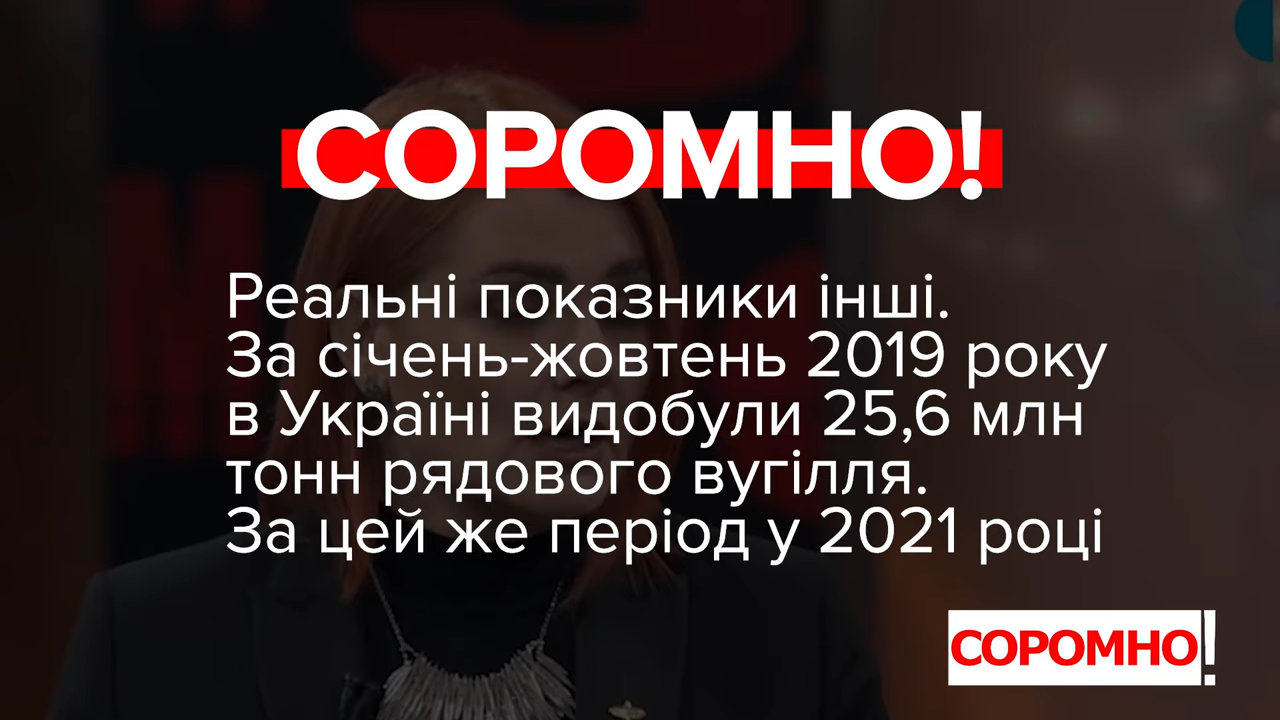 СОРОМНО!
Реальні показники інші.
За січень-жовтень 2019 року
в Україні видобули 25,6 млн
тонн рядового вугілля.
За цей же період у 2021 році
СОРОМНО!